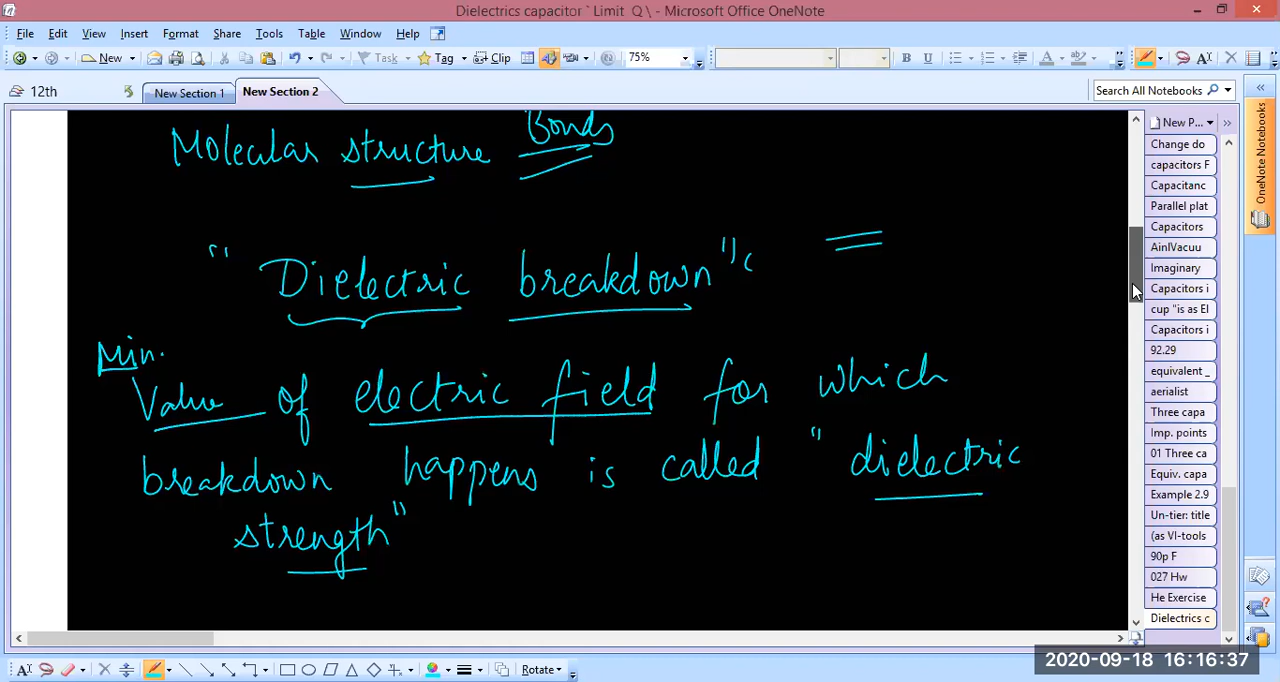 Dielectrics capacitor ` Limit Q \ - Microsoft Office OneNote
File Edit View Insert Format Share Tools Table Window Help
New Task Tag Clip 75% B U
12th New Section 1 New Section 2 Search All Notebooks
New P...
Bonds
Molecular structure
" Dielectric breakdown"
Min.
Value of electric field for which
breakdown happens is called " dielectric
strength"
Change do
capacitors F
Capacitanc
Parallel plat
Capacitors
AinlVacuu
Imaginary
Capacitors i
cup "is as El
Capacitors i
92.29
equivalent _
aerialist
Three capa
Imp. points
01 Three ca
Equiv. capa
Example 2.9
Un-tier: title
(as VI-tools
90p F
027 Hw
He Exercise
Dielectrics c
OneNote Notebooks
Rotate
2020-09-18 16:16:37